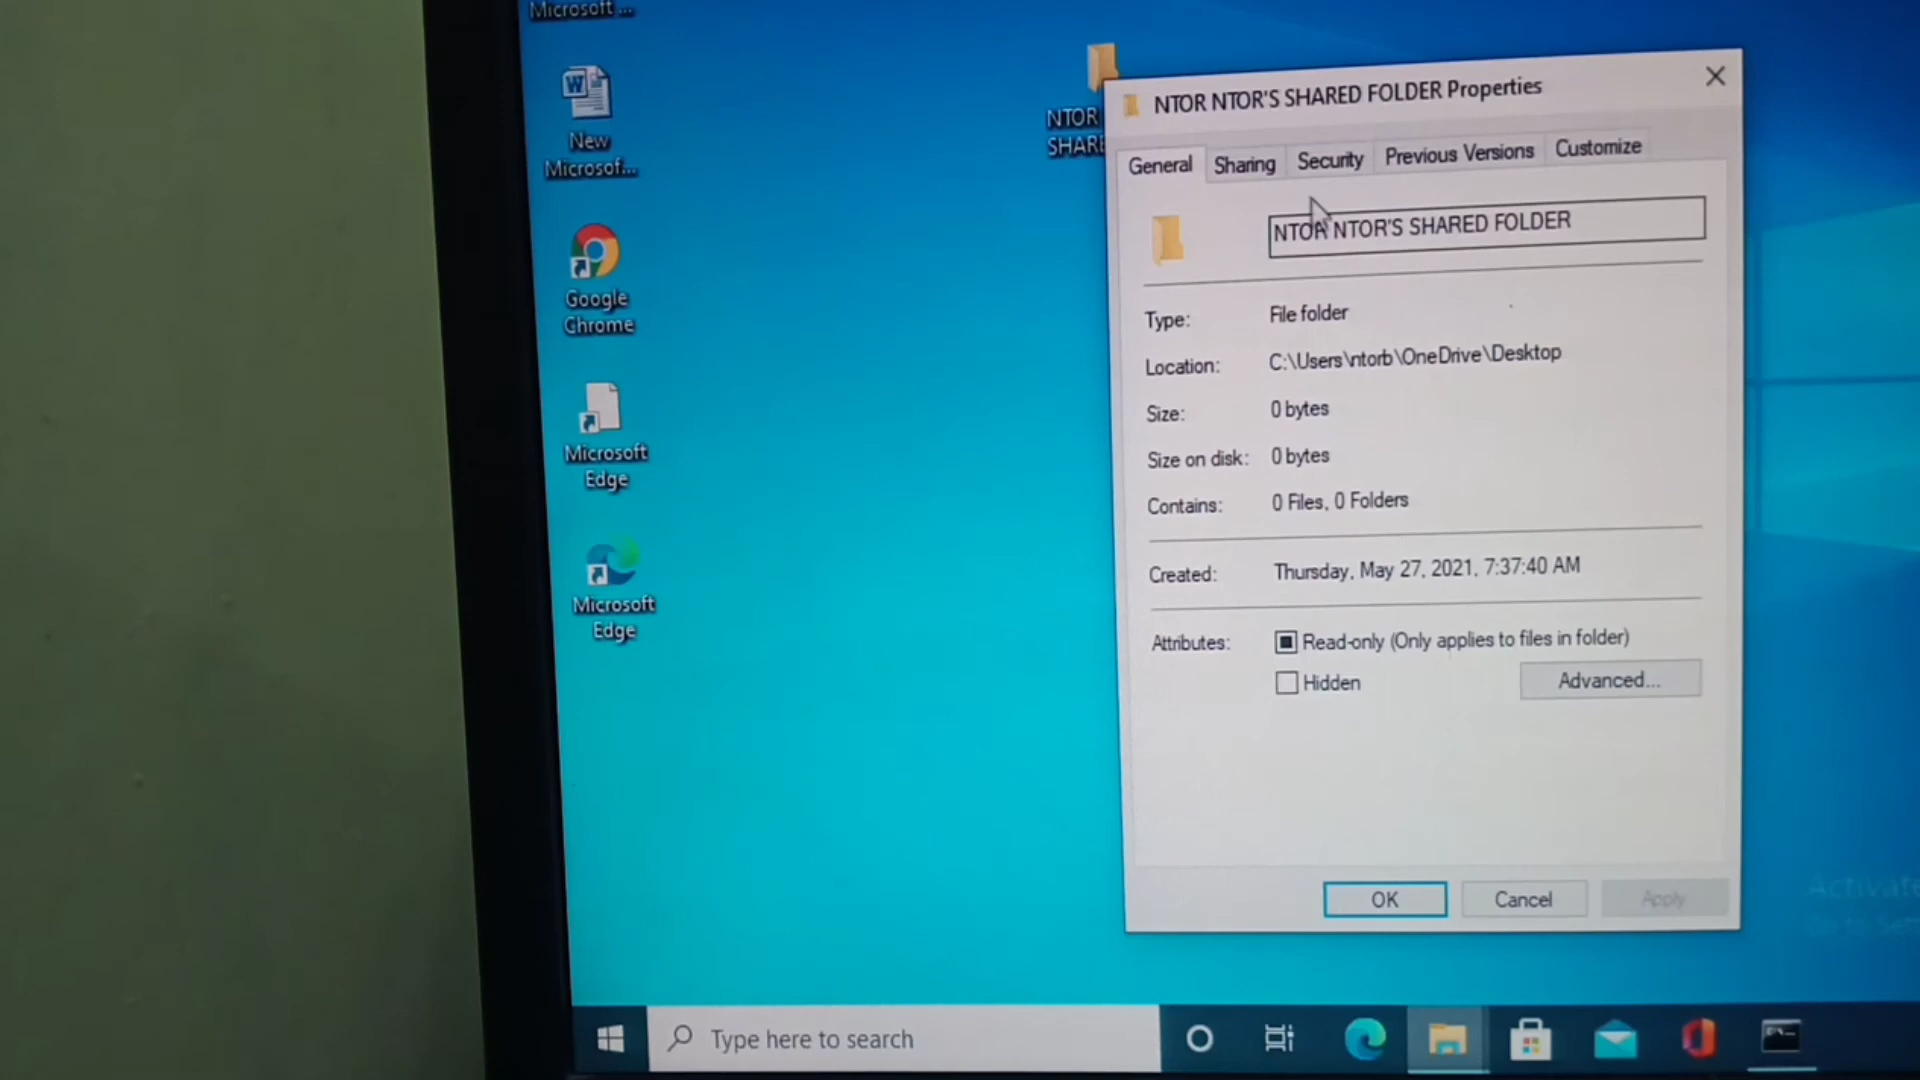 Microsoft ...
New
Microsof...
Google
Chrome
Microsoft
Edge
Microsoft
Edge
NTOR
SHARE
NTOR NTOR'S SHARED FOLDER Properties
General Sharing Security Previous Versions Customize
NTOR NTOR'S SHARED FOLDER
Type: File folder
Location: C:\Users\ntorb\OneDrive\Desktop
Size: 0 bytes
Size on disk: 0 bytes
Contains: 0 Files, 0 Folders
Created: Thursday, May 27, 2021, 7:37:40 AM
Attributes: Read-only (Only applies to files in folder)
Hidden Advanced...
OK Cancel Apply
Activate
Type here to search